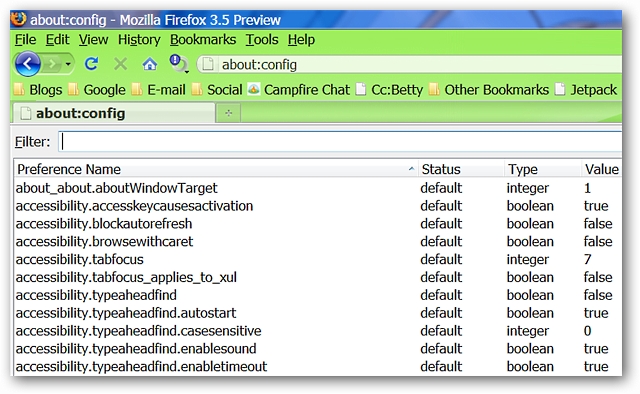 about:config - Mozilla Firefox 3.5 Preview
File Edit View History Bookmarks Tools Help
about:config
Blogs Google E-mail Social Campfire Chat Cc:Betty Other Bookmarks Jetpack
about:config
Filter:
Preference Name Status Type Value
about_about.aboutWindowTarget default integer 1
accessibility.accesskeycausesactivation default boolean true
accessibility.blockautorefresh default boolean false
accessibility.browsewithcaret default boolean false
accessibility.tabfocus default integer 7
accessibility.tabfocus_applies_to_xul default boolean false
accessibility.typeaheadfind default boolean false
accessibility.typeaheadfind.autostart default boolean true
accessibility.typeaheadfind.casesensitive default integer 0
accessibility.typeaheadfind.enablesound default boolean true
accessibility.typeaheadfind.enabletimeout default boolean true